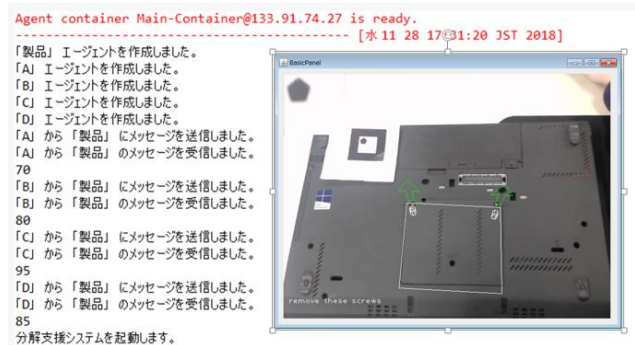 Agent container Main-Container@133.91.74.27 is ready.
---------------------------------------- [水 11 28 17:31:20 JST 2018]
「製品」エージェントを作成しました。
「A」エージェントを作成しました。
「B」エージェントを作成しました。
「C」エージェントを作成しました。
「D」エージェントを作成しました。
「A」から「製品」にメッセージを送信しました。
「A」から「製品」のメッセージを受信しました。
70
「B」から「製品」にメッセージを送信しました。
「B」から「製品」のメッセージを受信しました。
80
「C」から「製品」にメッセージを送信しました。
「C」から「製品」のメッセージを受信しました。
95
「D」から「製品」にメッセージを送信しました。
「D」から「製品」のメッセージを受信しました。
85
分解支援システムを起動します。
BasicPanel
remove these screws